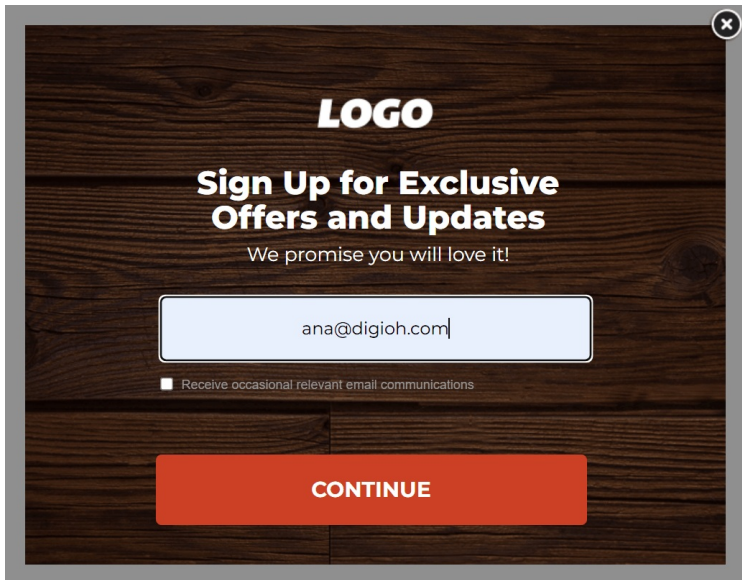 LOGO
Sign Up for Exclusive
Offers and Updates
We promise you will love it!
ana@digioh.com
Receive occasional relevant email communications
CONTINUE